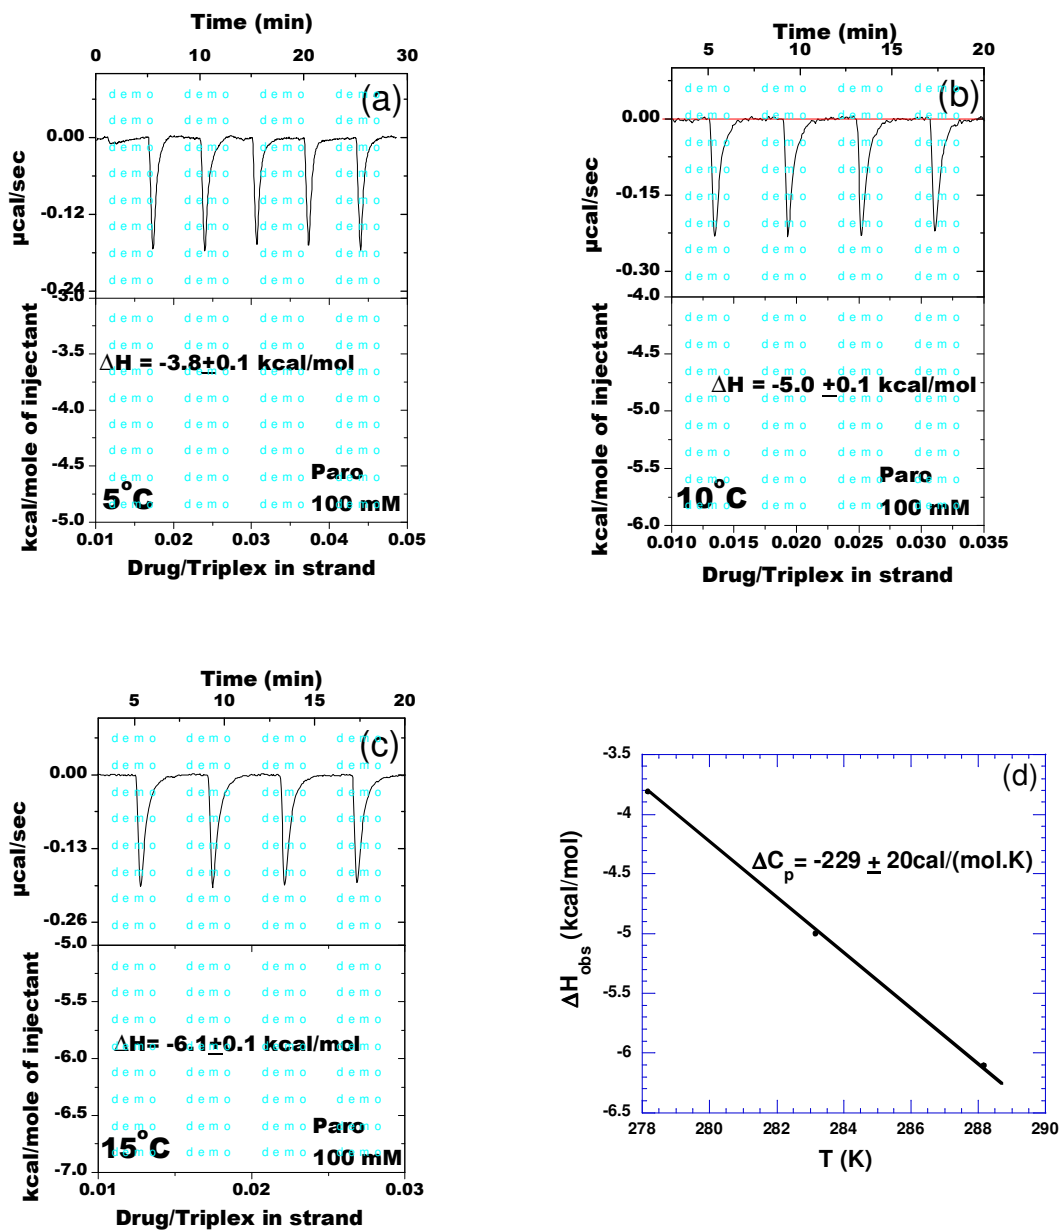 Time (min)
0 10 20 30
(a)
0.00
-0.12
-0.24
µcal/sec
-3.0
-3.5
-4.0
-4.5
-5.0
kcal/mole of injectant
ΔH = -3.8±0.1 kcal/mol
5°C
Paro
100 mM
0.01 0.02 0.03 0.04 0.05
Drug/Triplex in strand
Time (min)
5 10 15 20
(b)
0.00
-0.15
-0.30
µcal/sec
-4.0
-4.5
-5.0
-5.5
-6.0
kcal/mole of injectant
ΔH = -5.0 ±0.1 kcal/mol
10°C
Paro
100 mM
0.010 0.015 0.020 0.025 0.030 0.035
Drug/Triplex in strand
Time (min)
5 10 15 20
(c)
0.00
-0.13
-0.26
µcal/sec
-5.0
-5.5
-6.0
-6.5
-7.0
kcal/mole of injectant
ΔH= -6.1±0.1 kcal/mol
15°C
Paro
100 mM
0.01 0.02 0.03
Drug/Triplex in strand
(d)
-3.5
-4
-4.5
-5
-5.5
-6
-6.5
ΔH_obs (kcal/mol)
ΔC_p = -229 ± 20cal/(mol.K)
278 280 282 284 286 288 290
T (K)
demo demo demo demo